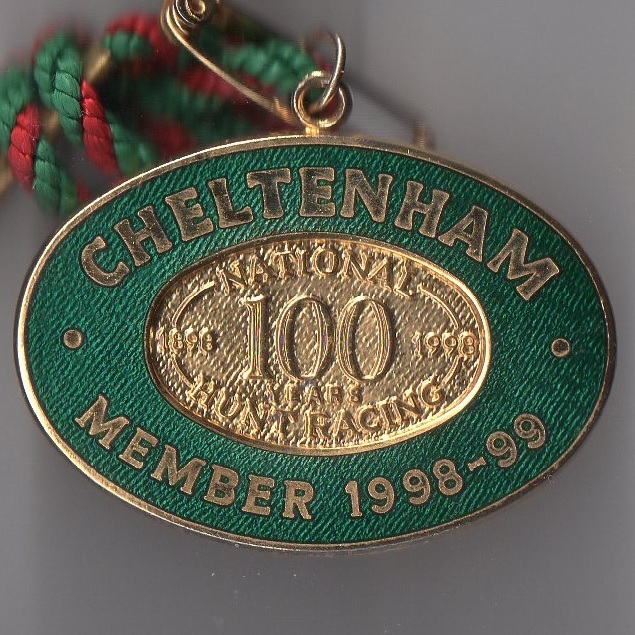 CHELTENHAM
NATIONAL
1898 100 1998
YEARS
HUNT RACING
MEMBER 1998-99